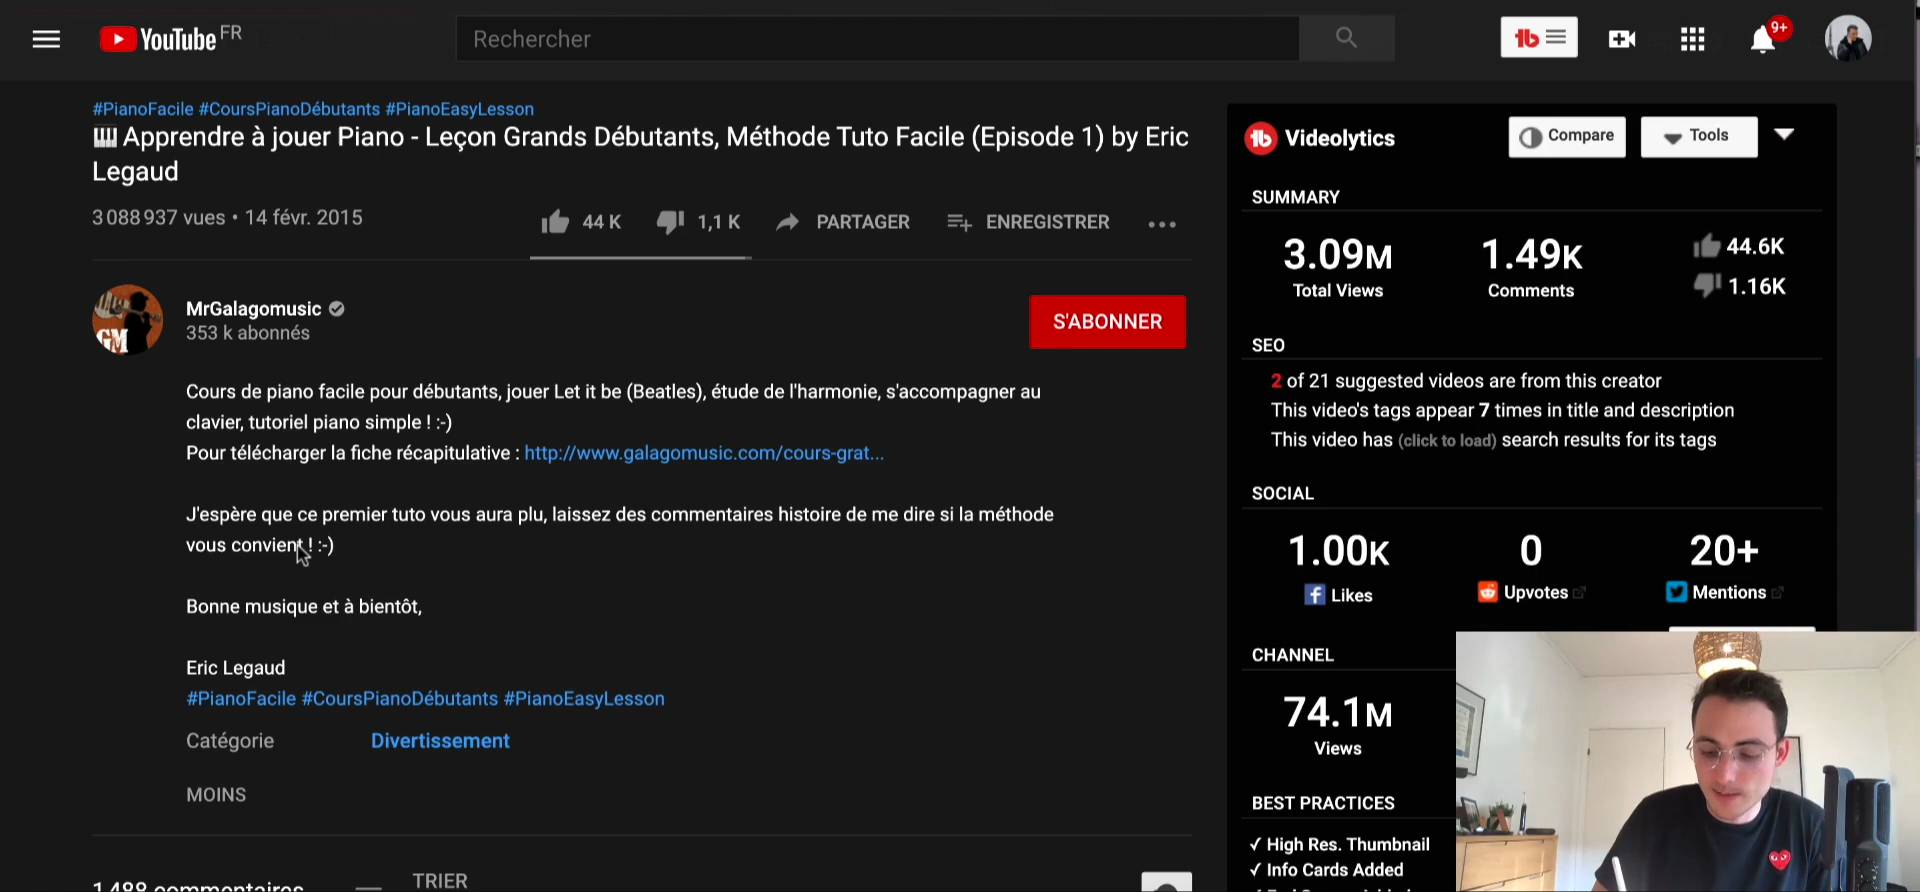 YouTube FR
Rechercher
9+
#PianoFacile #CoursPianoDébutants #PianoEasyLesson
Apprendre à jouer Piano - Leçon Grands Débutants, Méthode Tuto Facile (Episode 1) by Eric
Legaud
3 088 937 vues • 14 févr. 2015
44 K
1,1 K
PARTAGER
ENREGISTRER
MrGalagomusic
353 k abonnés
S'ABONNER
GM
Cours de piano facile pour débutants, jouer Let it be (Beatles), étude de l'harmonie, s'accompagner au
clavier, tutoriel piano simple ! :-)
Pour télécharger la fiche récapitulative : http://www.galagomusic.com/cours-grat...
J'espère que ce premier tuto vous aura plu, laissez des commentaires histoire de me dire si la méthode
vous convient ! :-)
Bonne musique et à bientôt,
Eric Legaud
#PianoFacile #CoursPianoDébutants #PianoEasyLesson
Catégorie Divertissement
MOINS
1 488 commentaires
TRIER
Videolytics
Compare
Tools
SUMMARY
3.09M
Total Views
1.49K
Comments
44.6K
1.16K
SEO
2 of 21 suggested videos are from this creator
This video's tags appear 7 times in title and description
This video has (click to load) search results for its tags
SOCIAL
1.00K
Likes
0
Upvotes
20+
Mentions
CHANNEL
74.1M
Views
BEST PRACTICES
✓ High Res. Thumbnail
✓ Info Cards Added